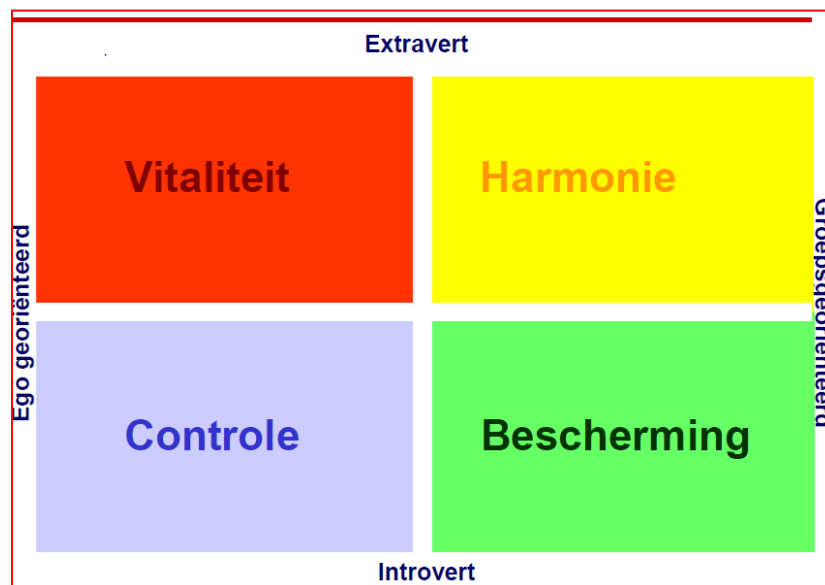 Extravert
Vitaliteit
Harmonie
Ego georiënteerd
Groepsgeoriënteerd
Controle
Bescherming
Introvert